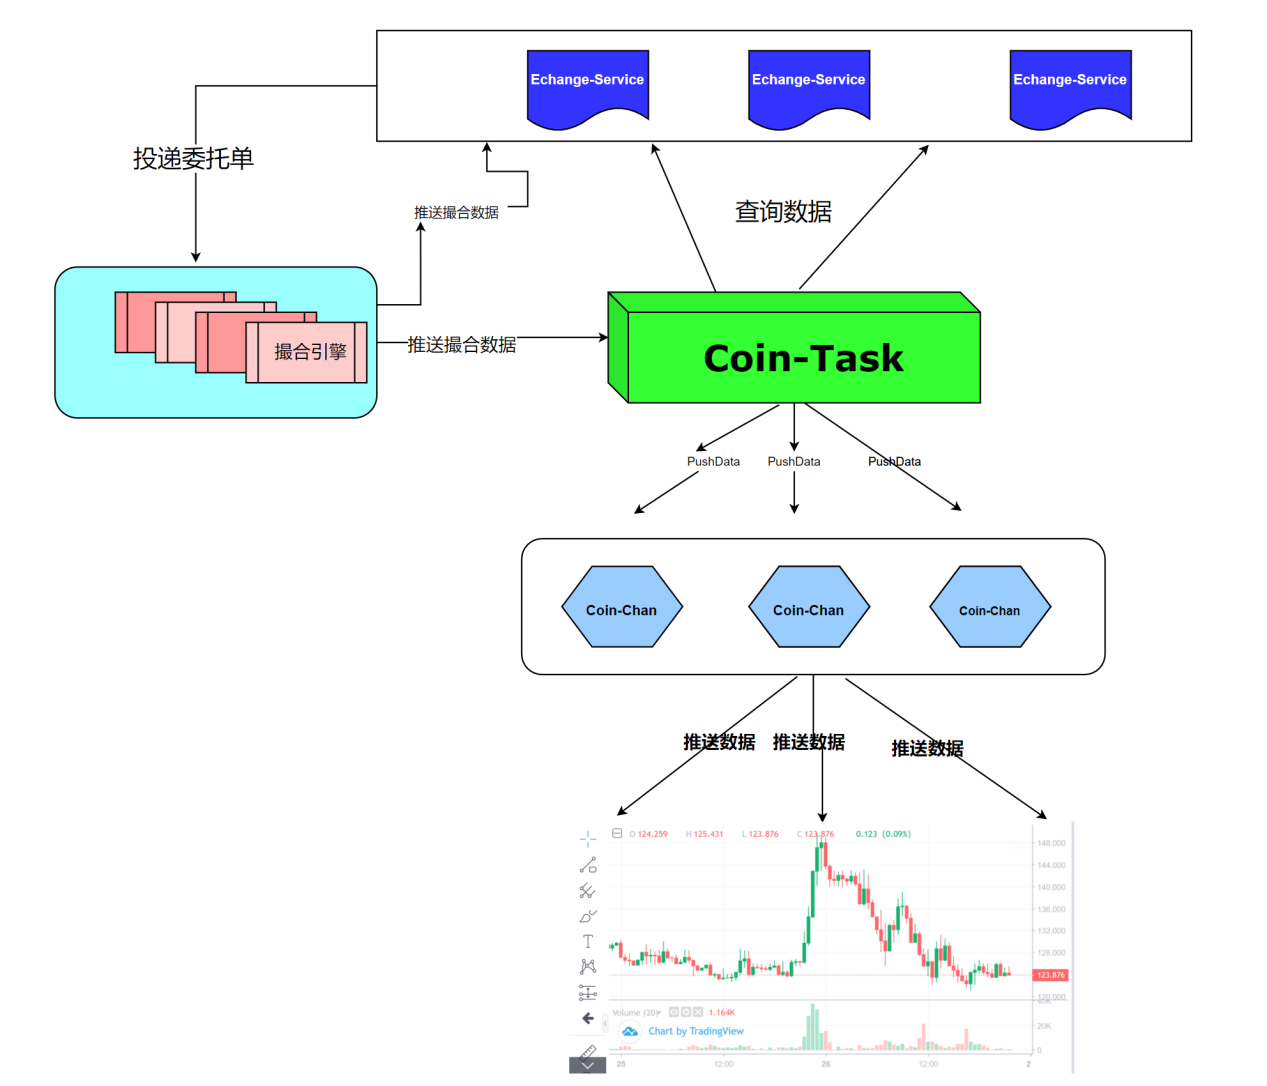 Echange-Service
Echange-Service
Echange-Service
投递委托单
推送撮合数据
查询数据
撮合引擎
推送撮合数据
Coin-Task
PushData
PushData
PushData
Coin-Chan
Coin-Chan
Coin-Chan
推送数据
推送数据
推送数据
O 124.259 H 125.431 L 123.876 C 123.876 0.123 (0.09%)
148.000
144.000
140.000
136.000
132.000
128.000
123.876
120.000
40K
Volume (20) 1.164K
20K
Chart by TradingView
0
25 12:00 26 12:00 2